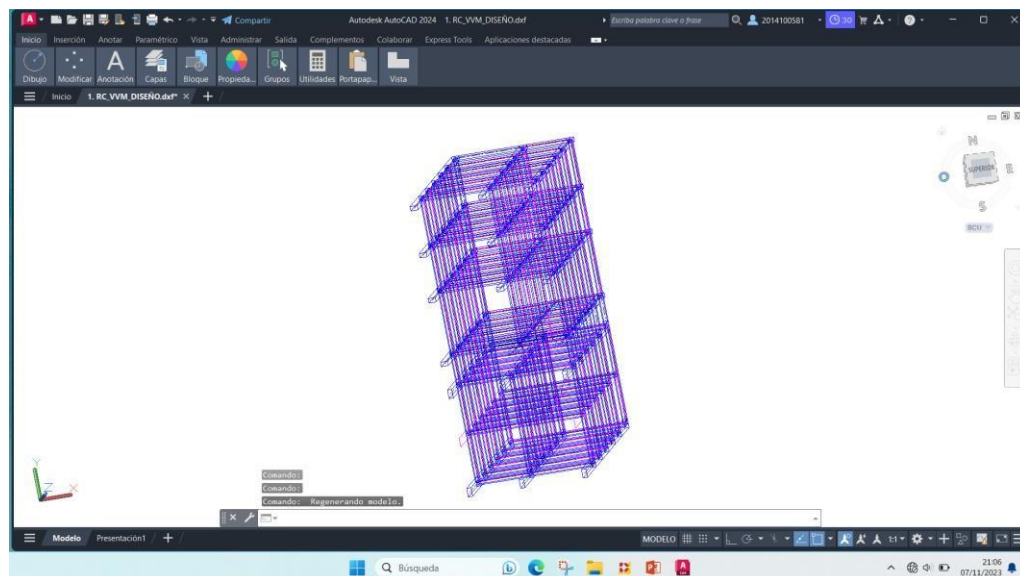 A Compartir Autodesk AutoCAD 2024 1. RC_VVM_DISEÑO.dxf Escriba palabra clave o frase 2014100581 30
Inicio Inserción Anotar Paramétrico Vista Administrar Salida Complementos Colaborar Express Tools Aplicaciones destacadas
Dibujo Modificar Anotación Capas Bloque Propieda... Grupos Utilidades Portapap... Vista
Inicio 1. RC_VVM_DISEÑO.dxf*
N
SUPERIOR E
S
SCU
Y
Z X
Comando:
Comando:
Comando: Regenerando modelo.
Modelo Presentación1 MODELO 1:1
Búsqueda
21:06
07/11/2023